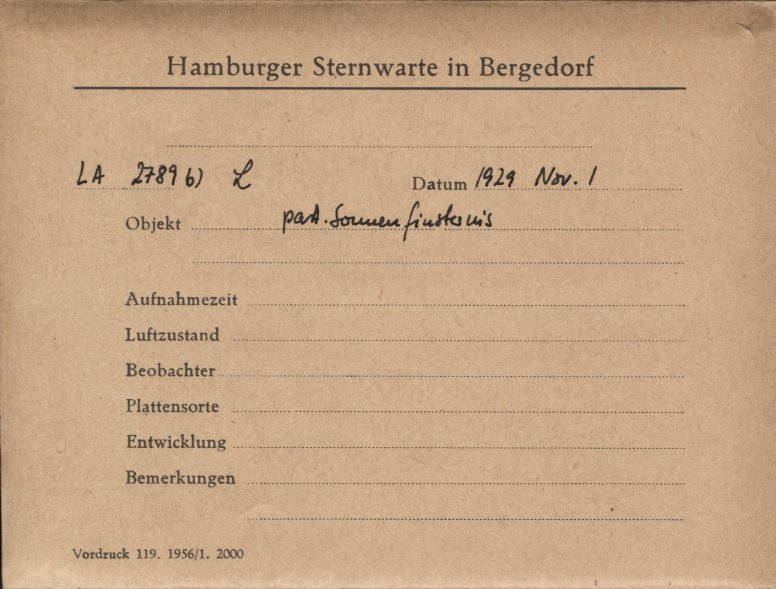 Hamburger Sternwarte in Bergedorf
LA 2789 b) L Datum 1929 Nov. 1
Objekt part. Sonnenfinsternis
Aufnahmezeit
Luftzustand
Beobachter
Plattensorte
Entwicklung
Bemerkungen
Vordruck 119. 1956/1. 2000